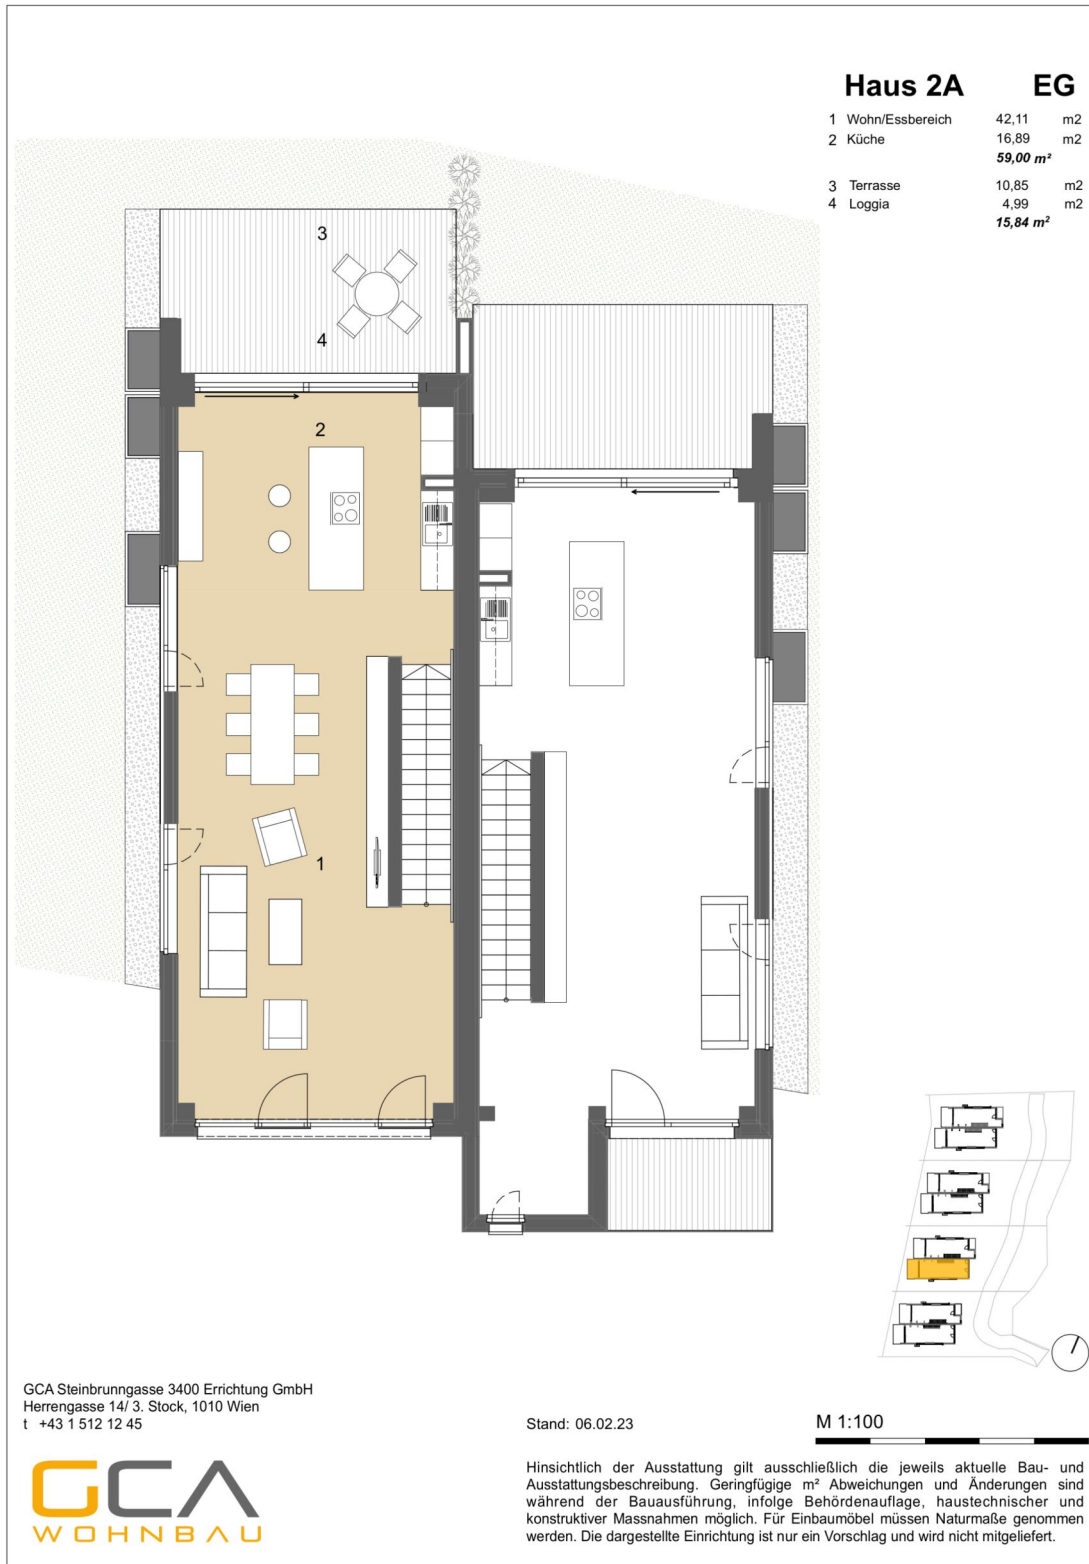 Haus 2A EG
1 Wohn/Essbereich 42,11 m2
2 Küche 16,89 m2
59,00 m²
3 Terrasse 10,85 m2
4 Loggia 4,99 m2
15,84 m²
3
4
2
1
GCA Steinbrunngasse 3400 Errichtung GmbH
Herrengasse 14/ 3. Stock, 1010 Wien
t +43 1 512 12 45
GCA
WOHNBAU
Stand: 06.02.23
M 1:100
Hinsichtlich der Ausstattung gilt ausschließlich die jeweils aktuelle Bau- und
Ausstattungsbeschreibung. Geringfügige m² Abweichungen und Änderungen sind
während der Bauausführung, infolge Behördenauflage, haustechnischer und
konstruktiver Massnahmen möglich. Für Einbaumöbel müssen Naturmaße genommen
werden. Die dargestellte Einrichtung ist nur ein Vorschlag und wird nicht mitgeliefert.